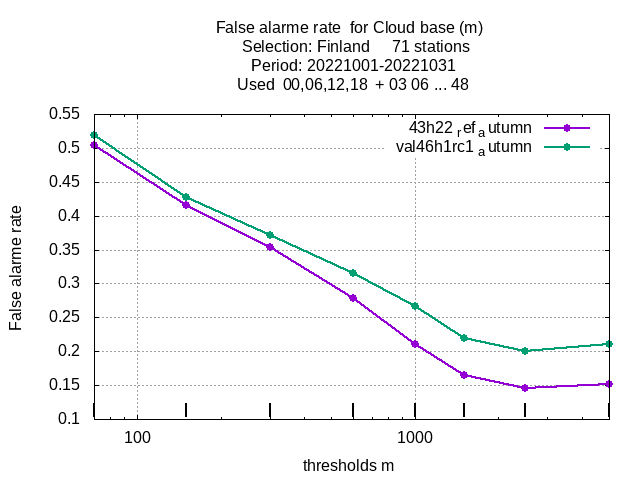 False alarme rate for Cloud base (m)
Selection: Finland 71 stations
Period: 20221001-20221031
Used 00,06,12,18 + 03 06 ... 48
43h22 ref autumn
val46h1rc1 autumn
0.55
0.5
0.45
0.4
0.35
0.3
0.25
0.2
0.15
0.1
False alarme rate
100
1000
thresholds m